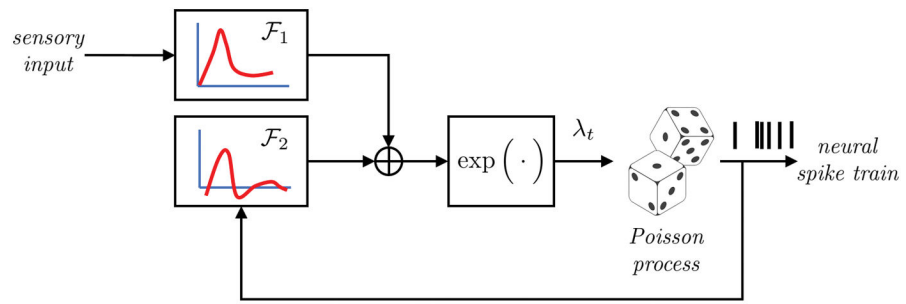 sensory
input
ℱ₁
ℱ₂
exp(·)
λₜ
Poisson
process
neural
spike train